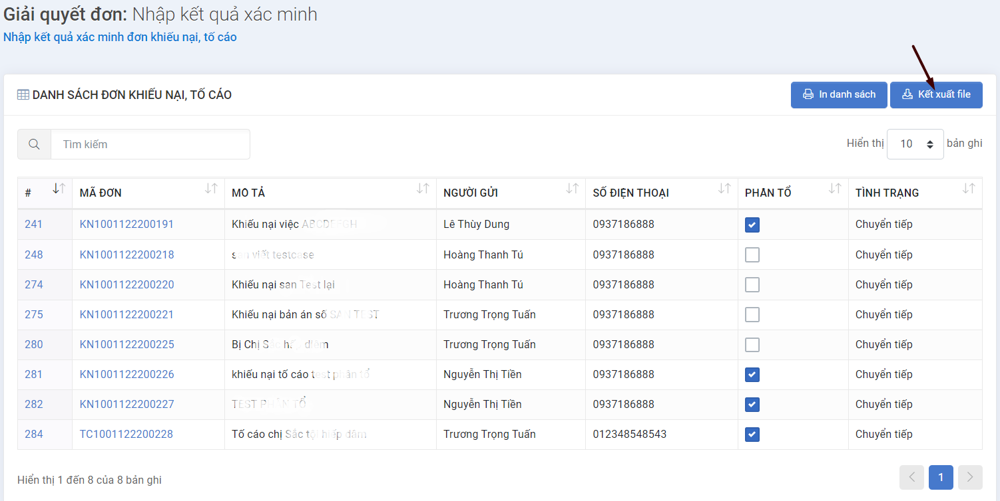 Giải quyết đơn: Nhập kết quả xác minh
Nhập kết quả xác minh đơn khiếu nại, tố cáo
DANH SÁCH ĐƠN KHIẾU NẠI, TỐ CÁO In danh sách Kết xuất file
Tìm kiếm Hiển thị 10 bản ghi
# MÃ ĐƠN MÔ TẢ NGƯỜI GỬI SỐ ĐIỆN THOẠI PHÂN TỔ TÌNH TRẠNG
241 KN1001122200191 Khiếu nại việc ABCDEFGH Lê Thùy Dung 0937186888 Chuyển tiếp
248 KN1001122200218 san viết testcase Hoàng Thanh Tú 0937186888 Chuyển tiếp
274 KN1001122200220 Khiếu nại san Test lại Hoàng Thanh Tú 0937186888 Chuyển tiếp
275 KN1001122200221 Khiếu nại bản án số SAN TEST Trương Trọng Tuấn 0937186888 Chuyển tiếp
280 KN1001122200225 Bị Chị Trương Trọng Tuấn 0937186888 Chuyển tiếp
281 KN1001122200226 khiếu nại tố cáo test phân tổ Nguyễn Thị Tiền 0937186888 Chuyển tiếp
282 KN1001122200227 TEST PHÂN TỔ Nguyễn Thị Tiền 0937186888 Chuyển tiếp
284 TC1001122200228 Tố cáo chị Sắc tội hiếp dâm Trương Trọng Tuấn 012348548543 Chuyển tiếp
Hiển thị 1 đến 8 của 8 bản ghi 1